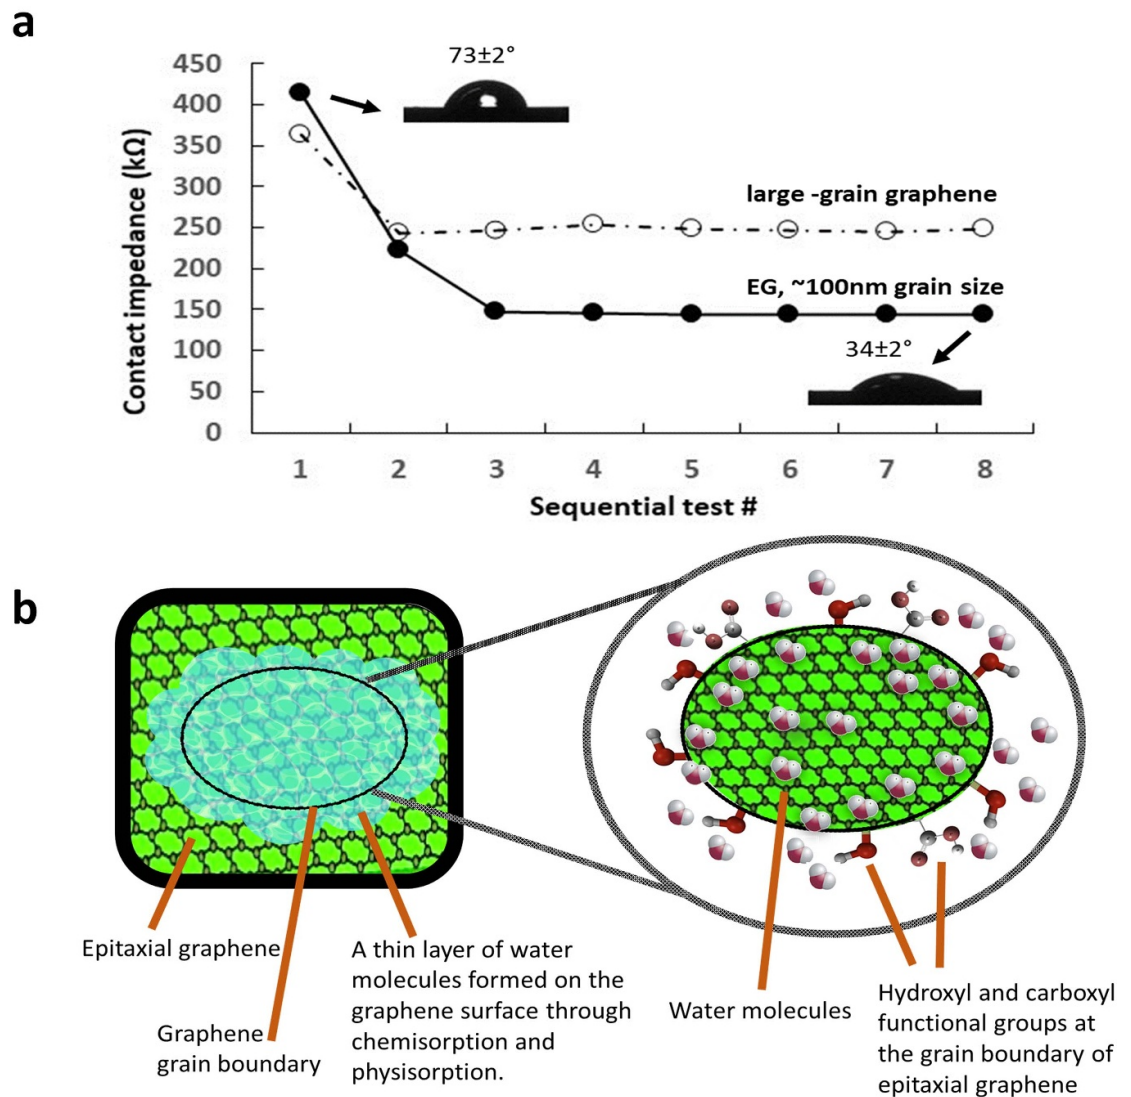 a
73±2°
450
400
350
300
250
200
150
100
50
0
Contact impedance (kΩ)
large -grain graphene
EG, ~100nm grain size
34±2°
1 2 3 4 5 6 7 8
Sequential test #
b
Epitaxial graphene
Graphene
grain boundary
A thin layer of water
molecules formed on the
graphene surface through
chemisorption and
physisorption.
Water molecules
Hydroxyl and carboxyl
functional groups at
the grain boundary of
epitaxial graphene